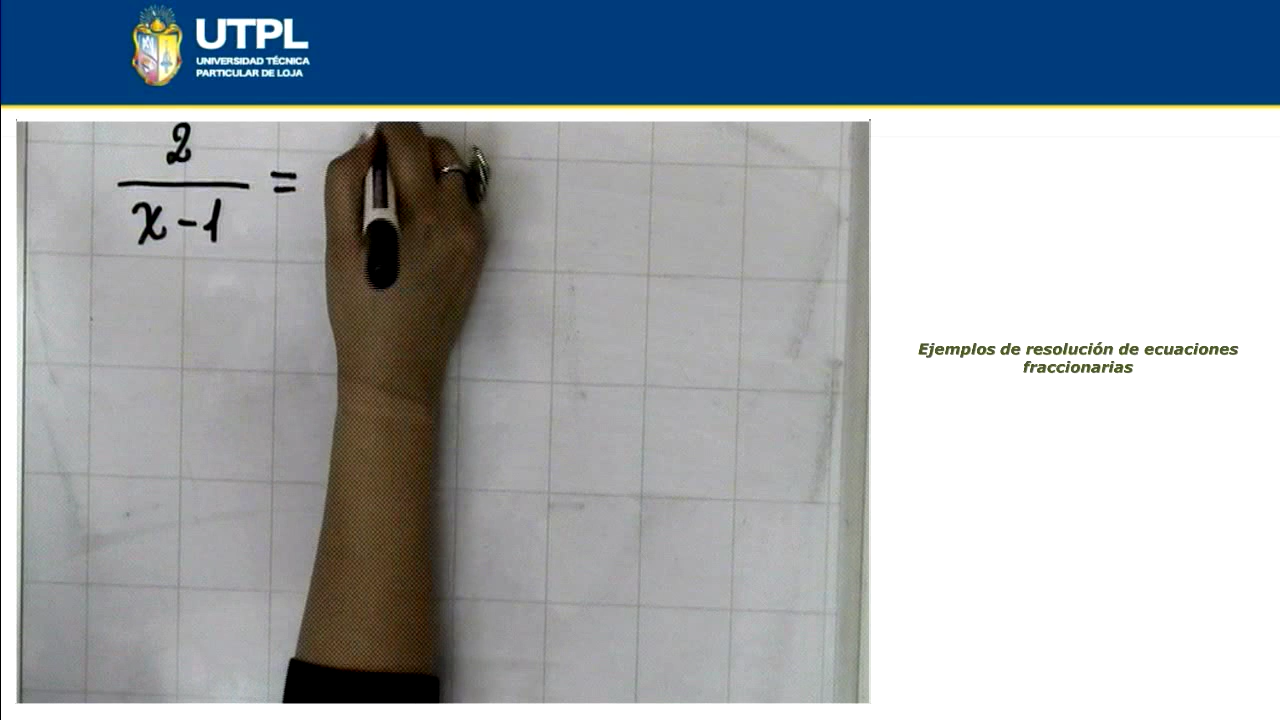 UTPL
UNIVERSIDAD TÉCNICA
PARTICULAR DE LOJA
2
x-1
=
Ejemplos de resolución de ecuaciones
fraccionarias